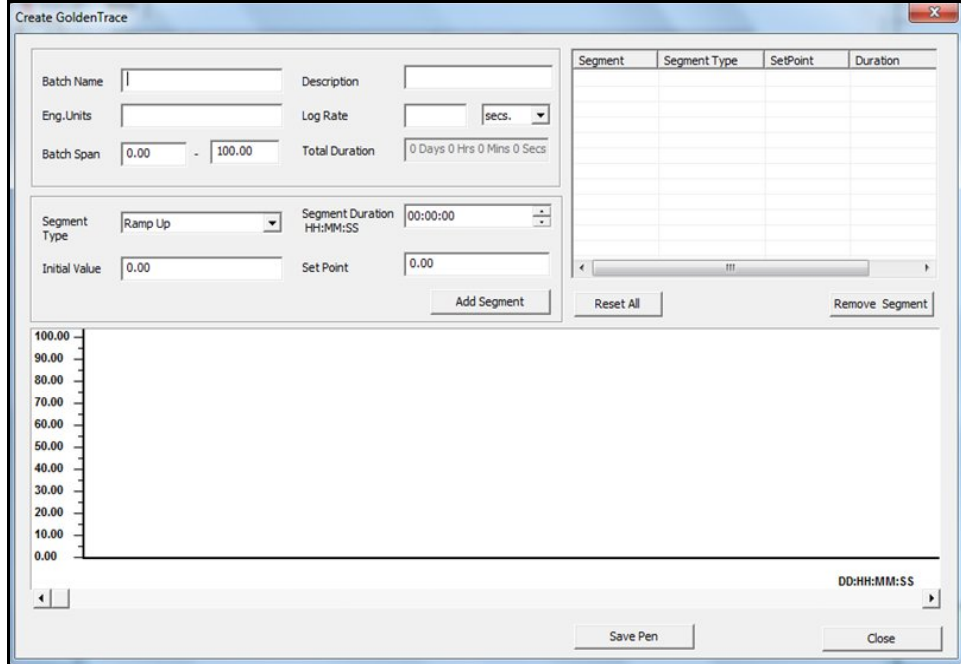 Create GoldenTrace
Batch Name
Description
Eng.Units
Log Rate
secs.
Batch Span
0.00
-
100.00
Total Duration
0 Days 0 Hrs 0 Mins 0 Secs
Segment Type SetPoint Duration
Segment
Segment
Type
Ramp Up
Segment Duration
HH:MM:SS
00:00:00
Initial Value
0.00
Set Point
0.00
Add Segment
Reset All
Remove Segment
100.00
90.00
80.00
70.00
60.00
50.00
40.00
30.00
20.00
10.00
0.00
DD:HH:MM:SS
Save Pen
Close